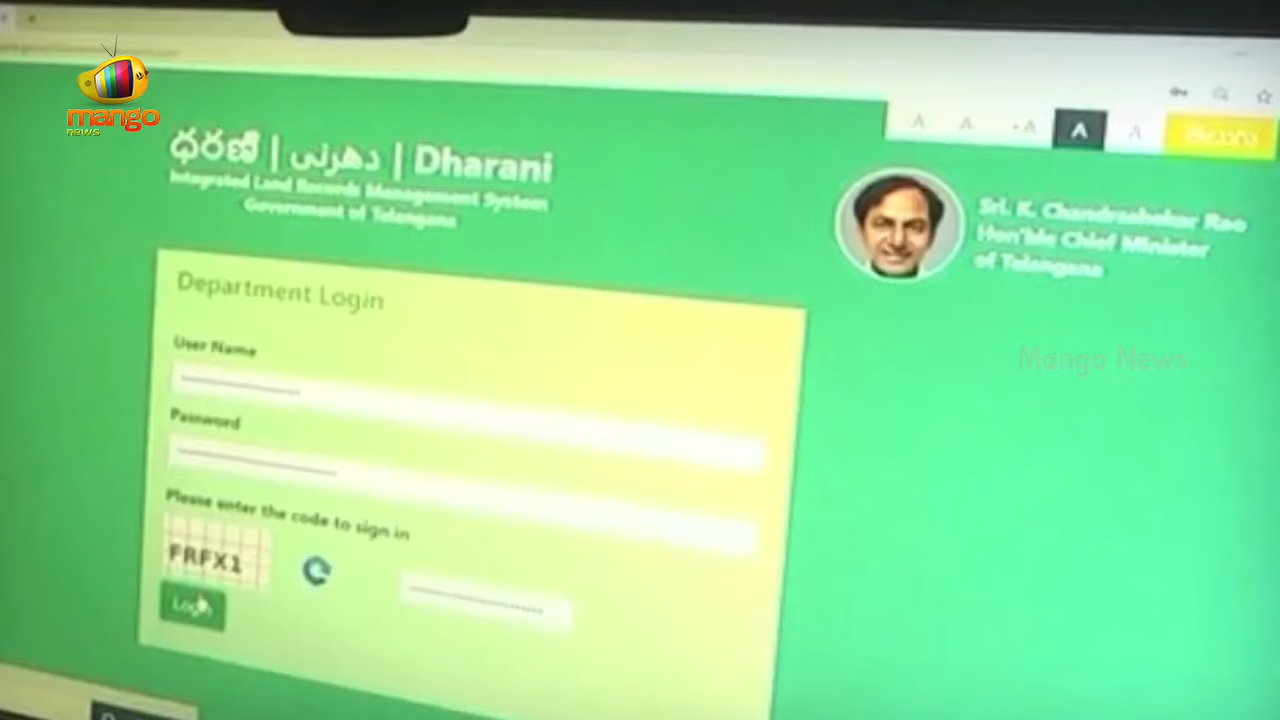 mango
news
ధరణి | دھرنی | Dharani
Integrated Land Records Management System
Government of Telangana
A A A A A తెలుగు
Sri. K. Chandrashekar Rao
Hon'ble Chief Minister
of Telangana
Department Login
User Name
Mango News
Password
Please enter the code to sign in
FRFX1
Login